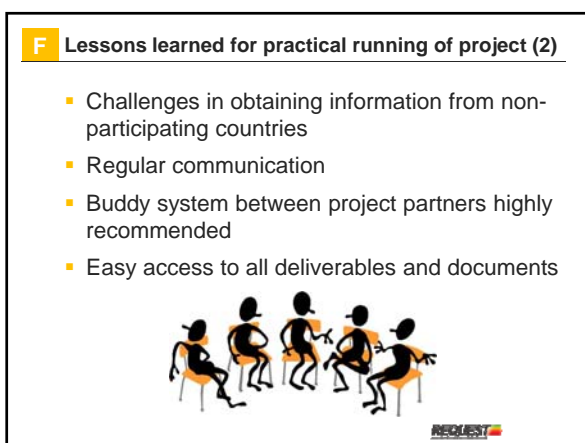 F Lessons learned for practical running of project (2)
▪ Challenges in obtaining information from non-
participating countries
▪ Regular communication
▪ Buddy system between project partners highly
recommended
▪ Easy access to all deliverables and documents
REQUEST